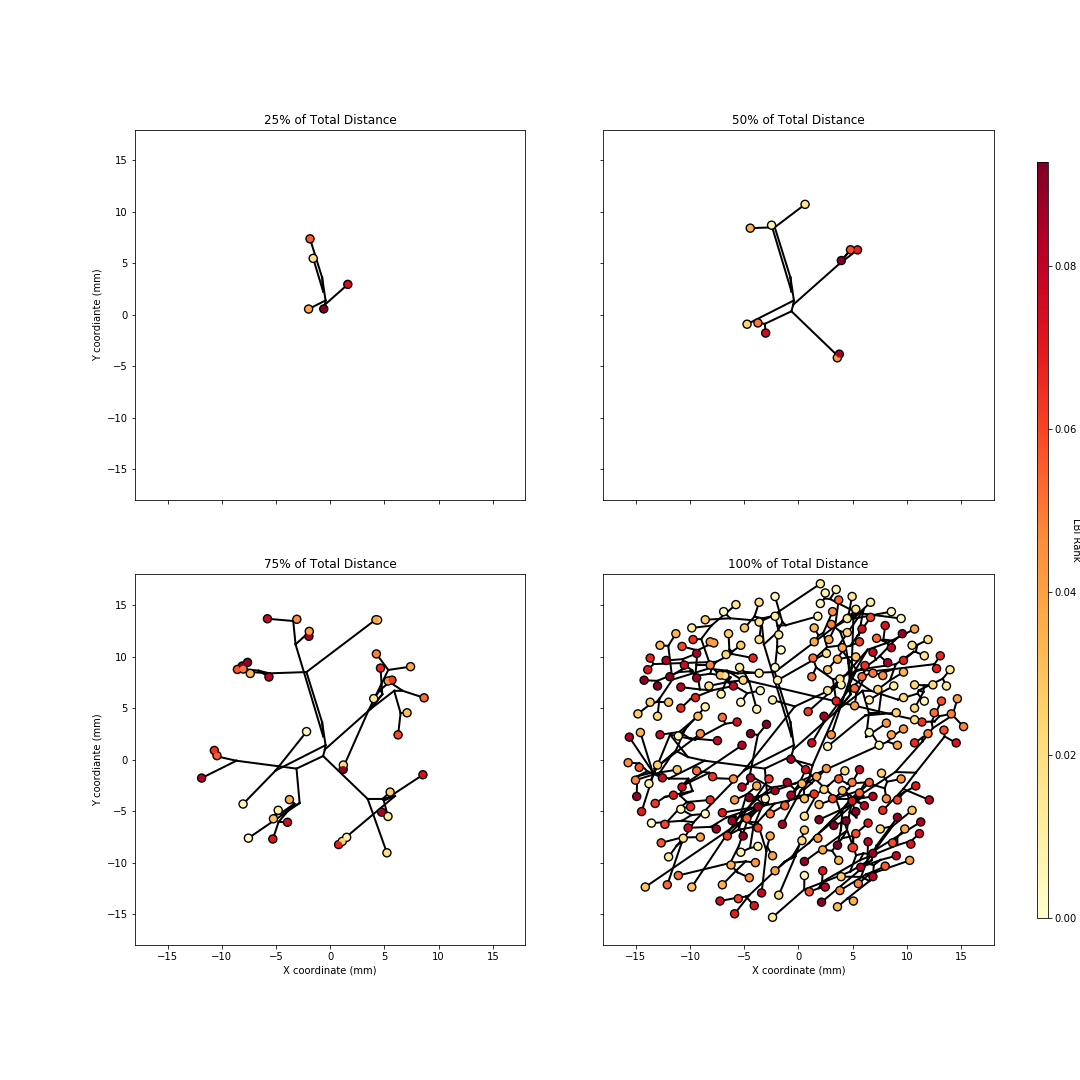 25% of Total Distance
50% of Total Distance
15
10
5
0
−5
−10
−15
Y coordiante (mm)
0.08
0.06
0.04
0.02
0.00
LBI Rank
75% of Total Distance
100% of Total Distance
15
10
5
0
−5
−10
−15
Y coordiante (mm)
−15 −10 −5 0 5 10 15
−15 −10 −5 0 5 10 15
X coordinate (mm)
X coordinate (mm)